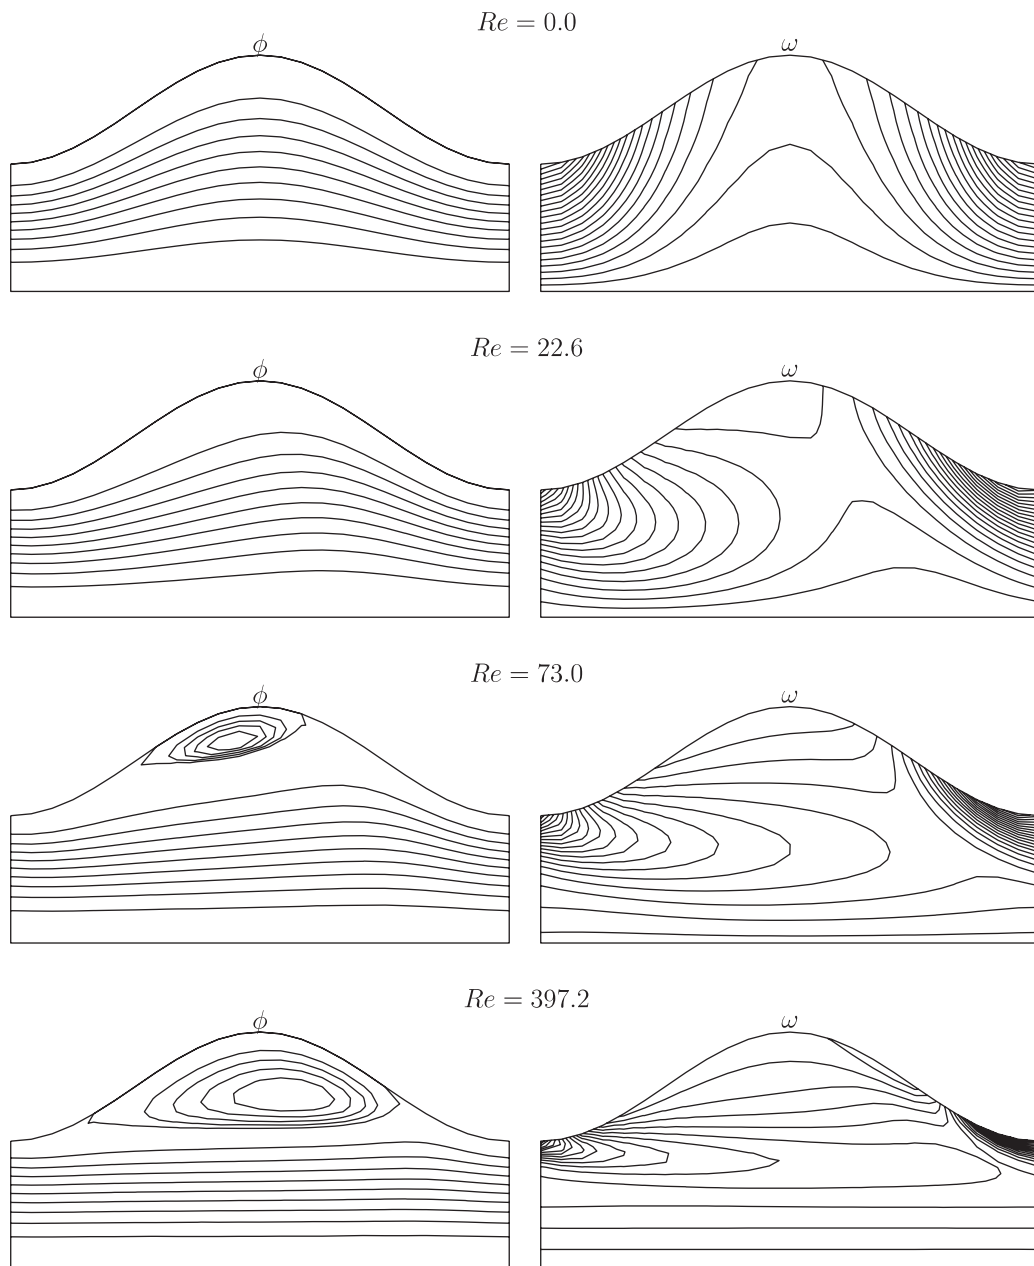 Re = 0.0
ϕ ω
Re = 22.6
ϕ ω
Re = 73.0
ϕ ω
Re = 397.2
ϕ ω